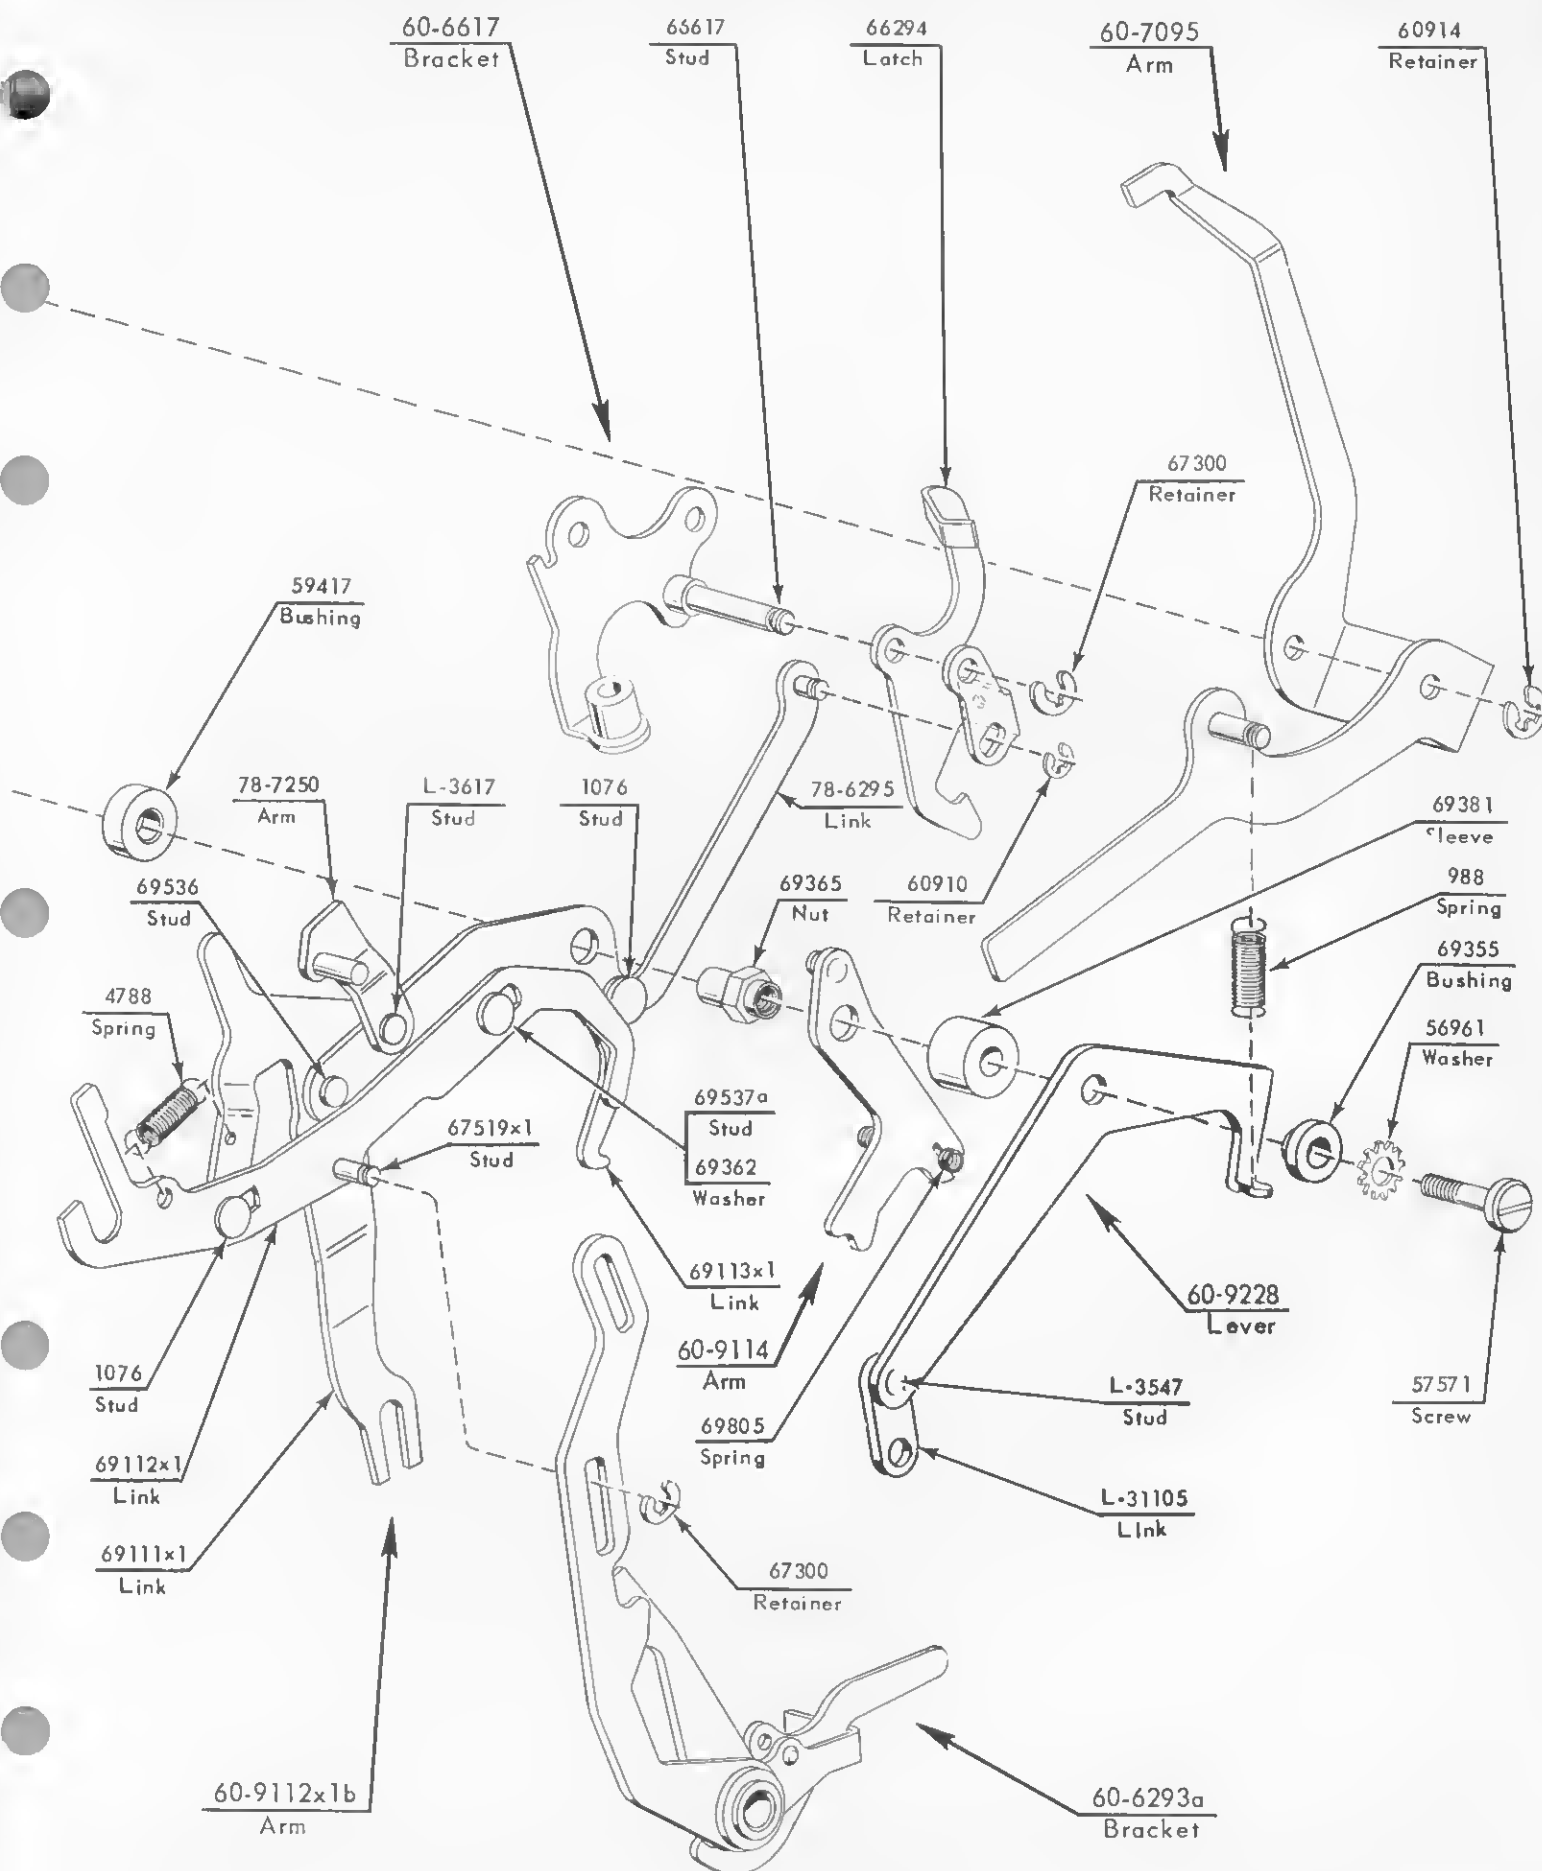 60-6617
Bracket
65617
Stud
66294
Latch
60-7095
Arm
60914
Retainer
67300
Retainer
59417
Bushing
78-7250
Arm
L-3617
Stud
1076
Stud
78-6295
Link
69381
Sleeve
69536
Stud
69365
Nut
60910
Retainer
988
Spring
4788
Spring
69355
Bushing
56961
Washer
69537a
Stud
69362
Washer
67519x1
Stud
69113x1
Link
60-9228
Lever
60-9114
Arm
1076
Stud
L-3547
Stud
57571
Screw
69805
Spring
69112x1
Link
L-31105
Link
69111x1
Link
67300
Retainer
60-9112x1b
Arm
60-6293a
Bracket